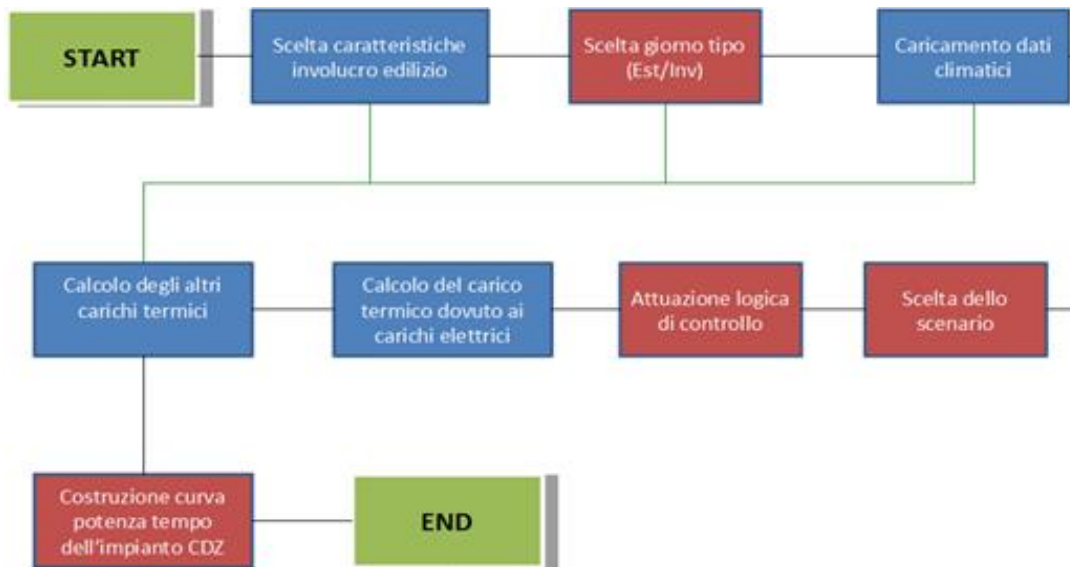 START
Scelta caratteristiche
involucro edilizio
Scelta giorno tipo
(Est/Inv)
Caricamento dati
climatici
Calcolo degli altri
carichi termici
Calcolo del carico
termico dovuto ai
carichi elettrici
Attuazione logica
di controllo
Scelta dello
scenario
Costruzione curva
potenza tempo
dell'impianto CDZ
END